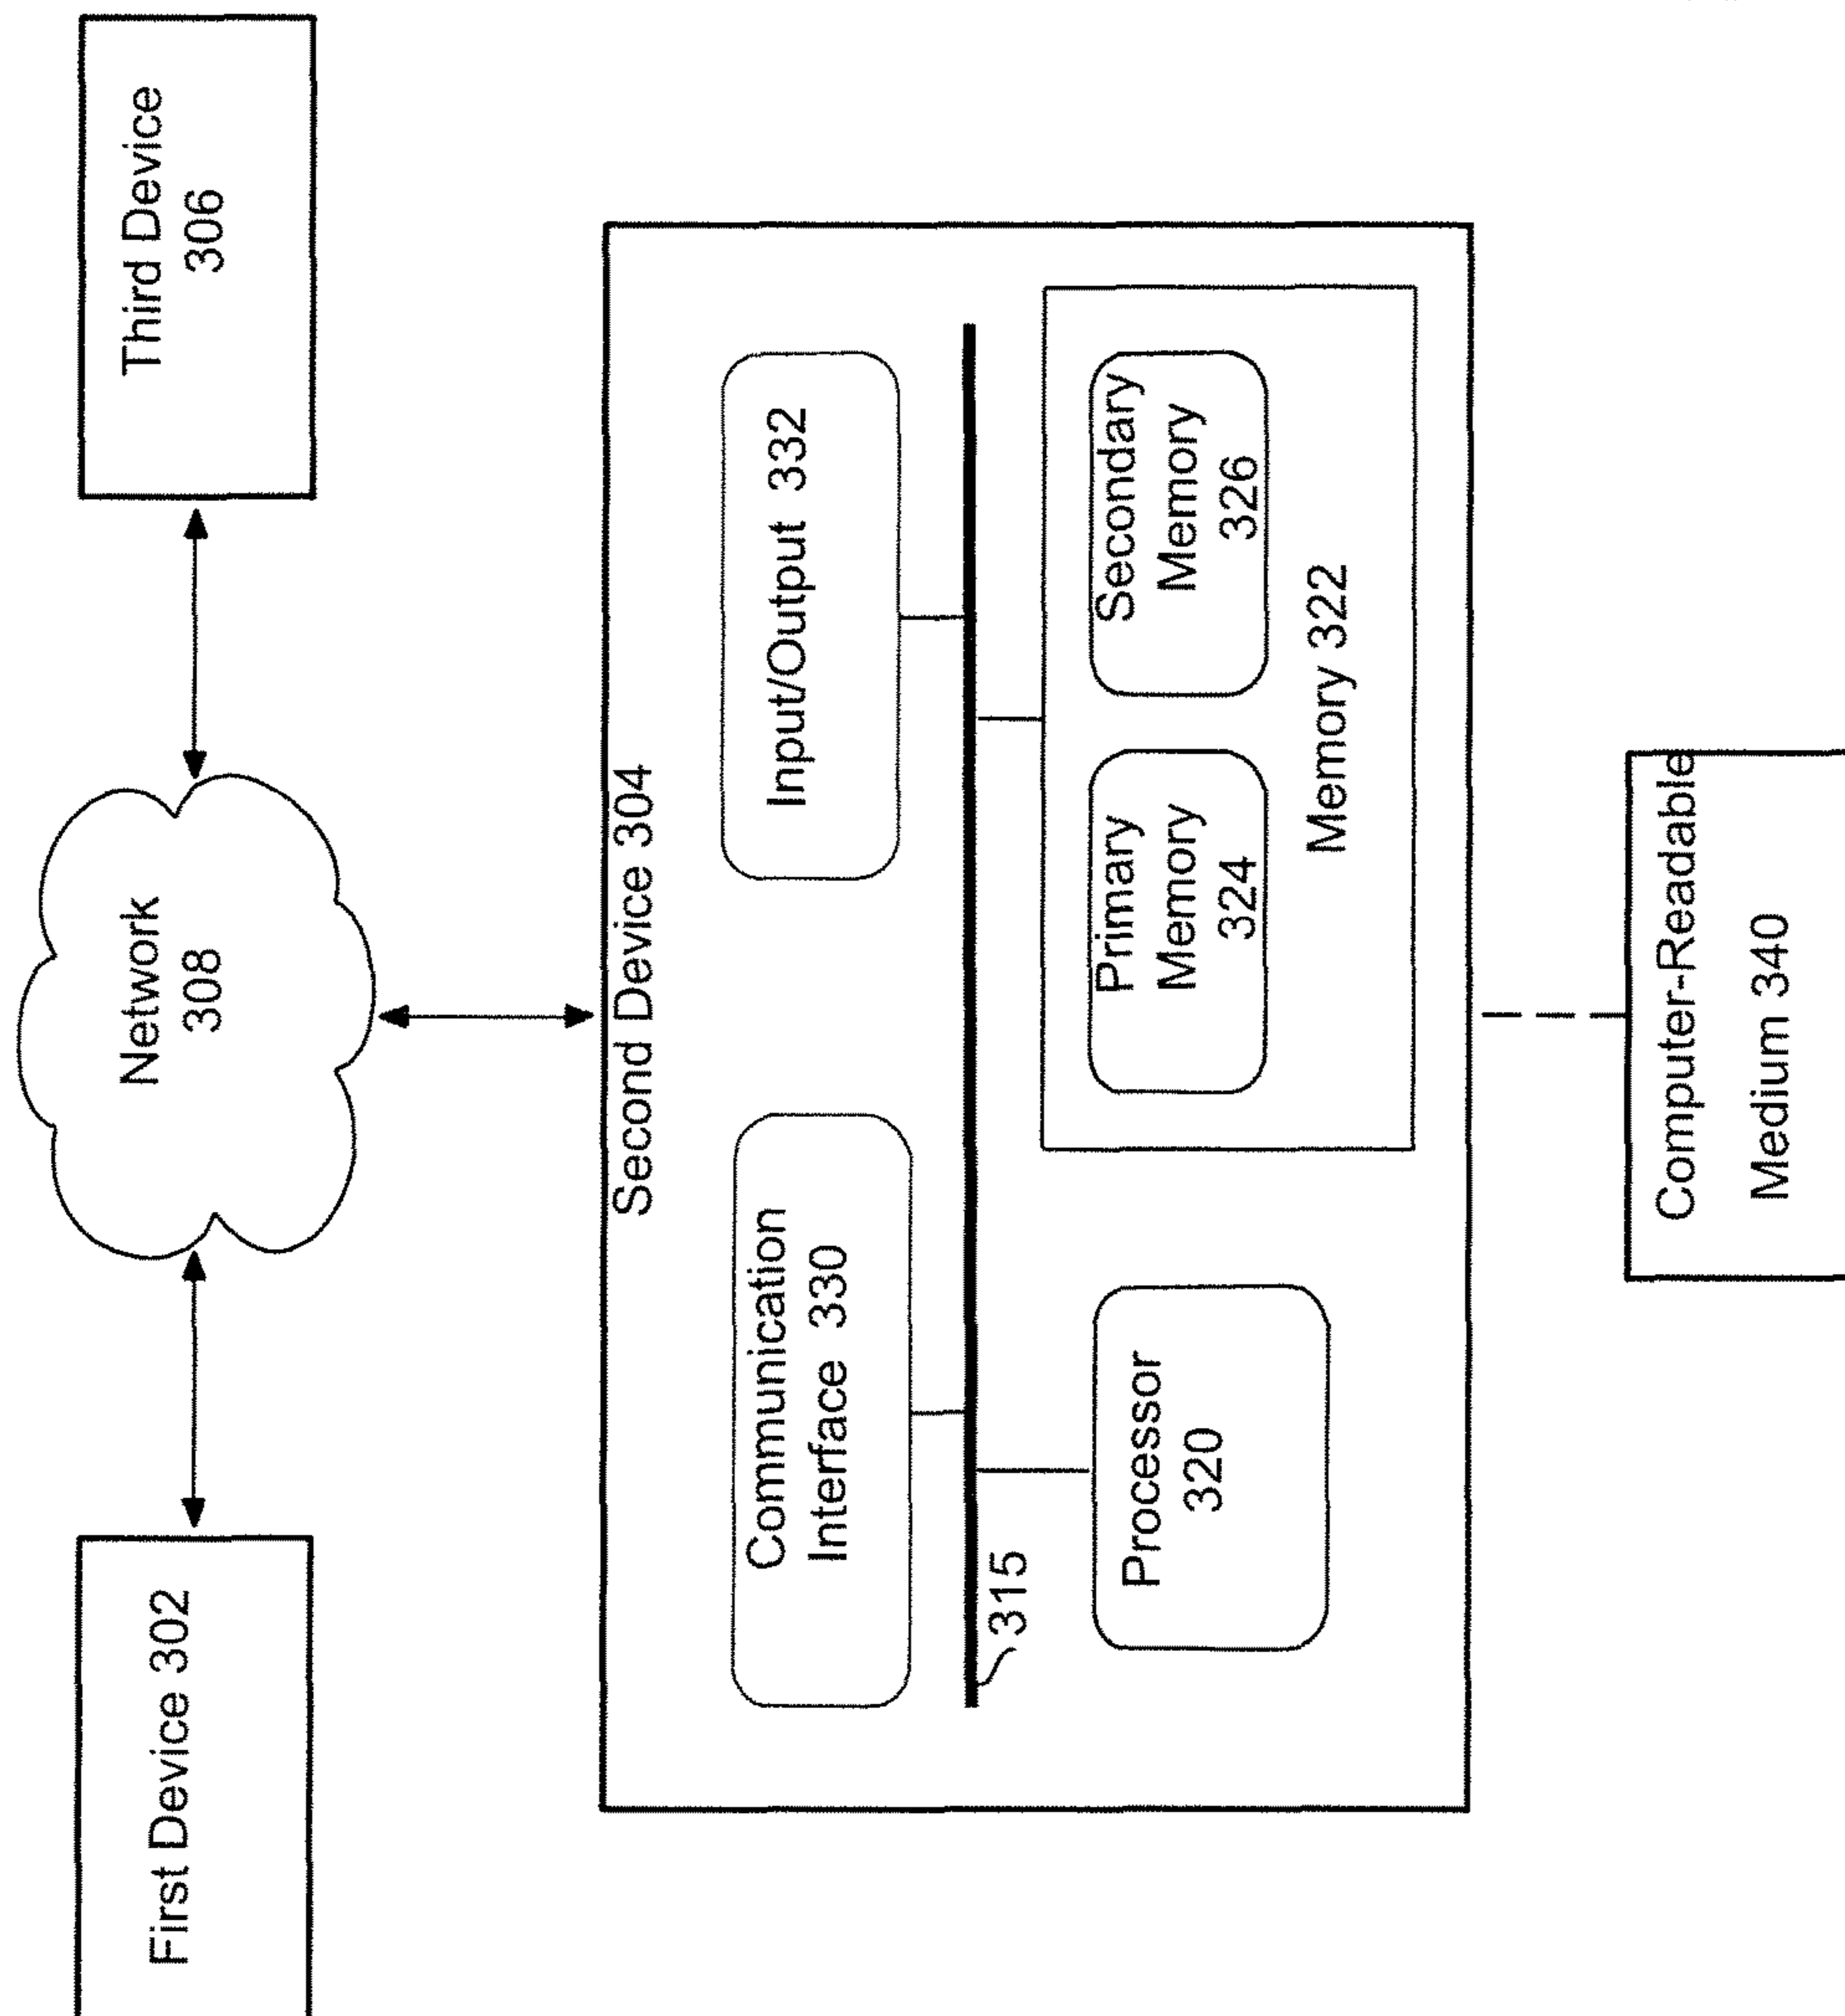 First Device 302
Network
308
Third Device
306
Second Device 304
Communication
Interface 330
Input/Output 332
315
Processor
320
Primary
Memory
324
Secondary
Memory
326
Memory 322
Computer-Readable
Medium 340